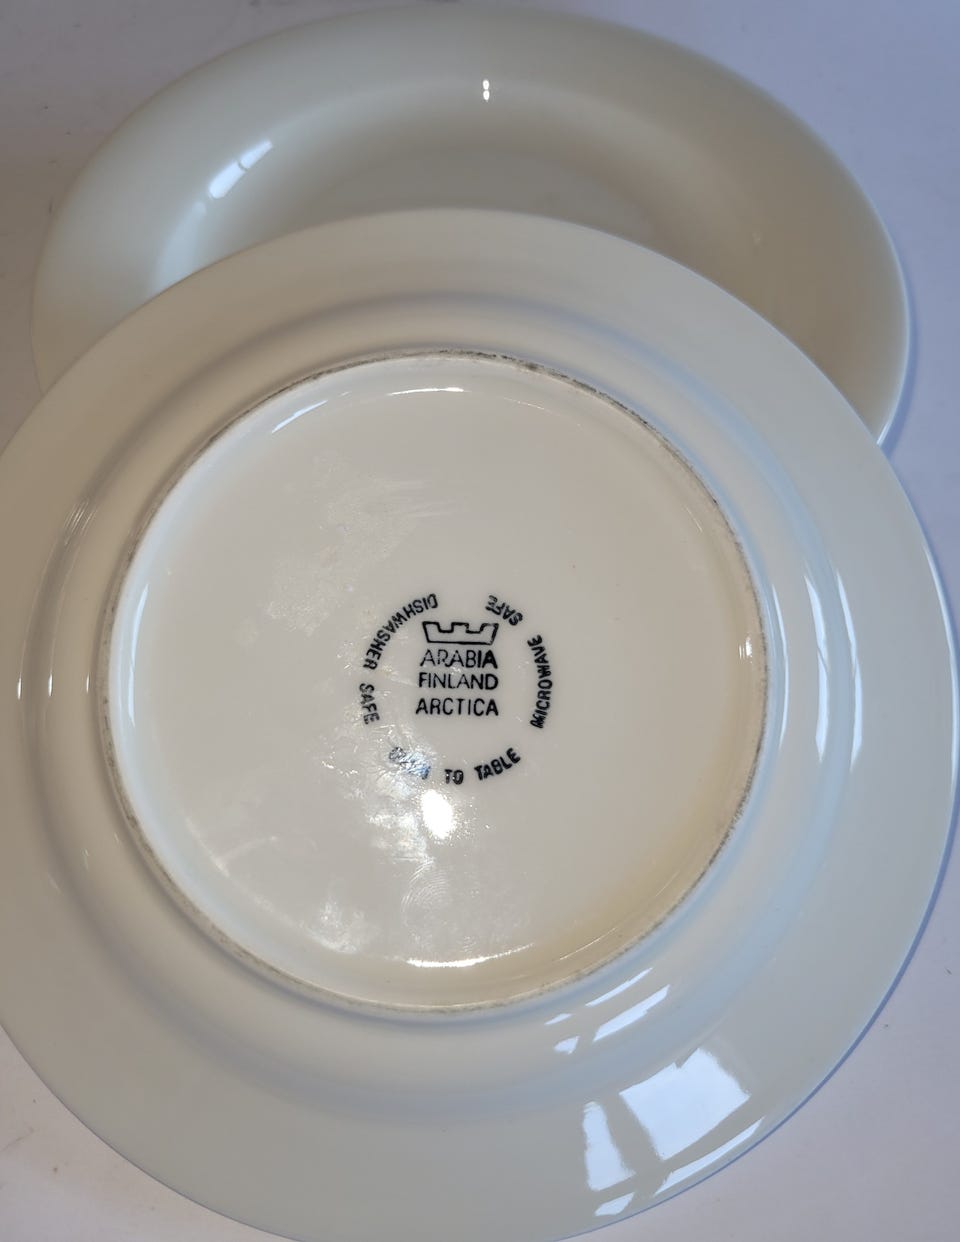 ARABIA
FINLAND
ARCTICA
DISHWASHER SAFE
TO TABLE
MICROWAVE SAFE